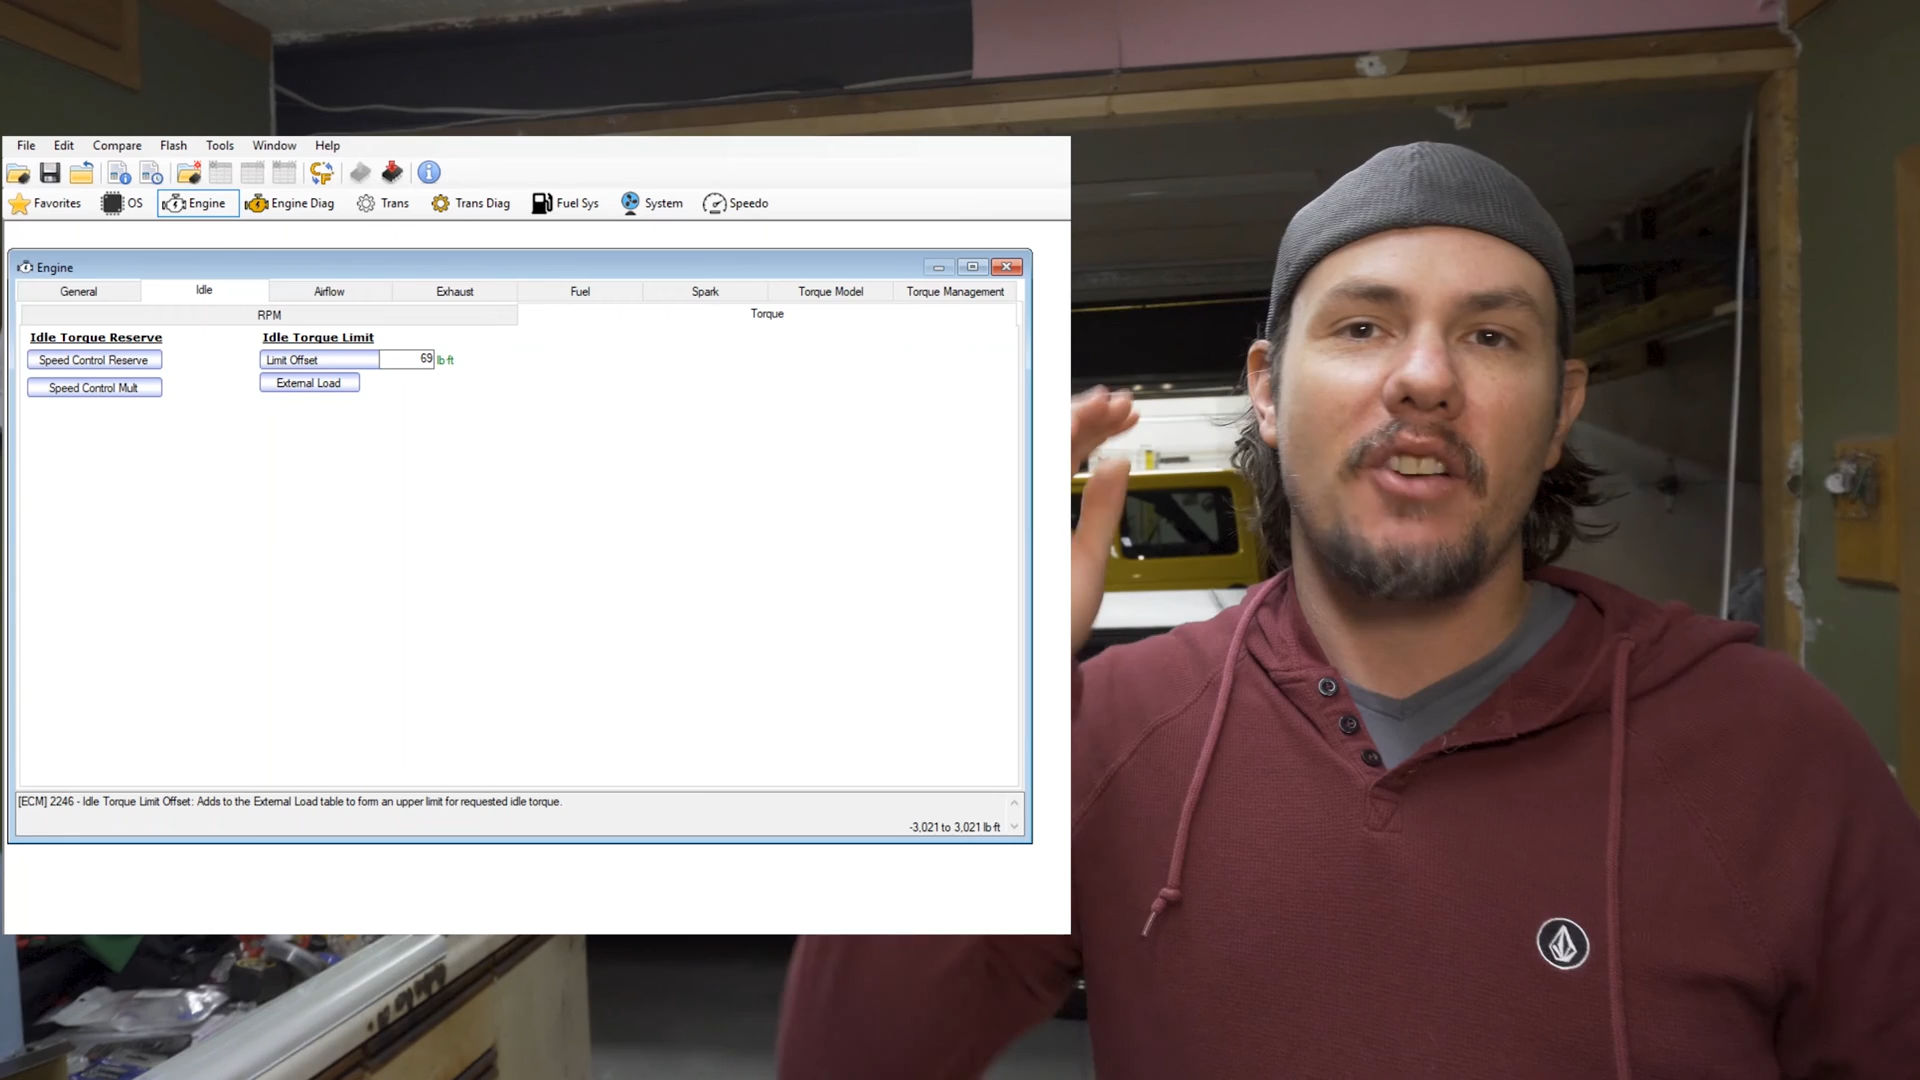 File Edit Compare Flash Tools Window Help
Favorites OS Engine Engine Diag Trans Trans Diag Fuel Sys System Speedo
Engine
General Idle Airflow Exhaust Fuel Spark Torque Model Torque Management
RPM Torque
Idle Torque Reserve Idle Torque Limit
Speed Control Reserve Limit Offset 69 lb ft
Speed Control Mult External Load
[ECM] 2246 - Idle Torque Limit Offset: Adds to the External Load table to form an upper limit for requested idle torque.
-3,021 to 3,021 lb ft